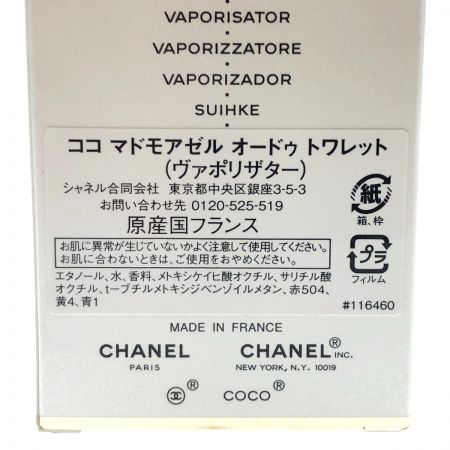 VAPORISATOR
VAPORIZZATORE
VAPORIZADOR
SUIHKE
ココ マドモアゼル オードゥ トワレット
(ヴァポリザター)
シャネル合同会社 東京都中央区銀座3-5-3
お問い合わせ先 0120-525-519
原産国フランス
お肌に異常が生じていないかよく注意して使用してください。
お肌に合わないときは、ご使用をおやめください。
エタノール、水、香料、メトキシケイヒ酸オクチル、サリチル酸
オクチル、t-ブチルメトキシジベンゾイルメタン、赤504、
黄4、青1
紙
箱、枠
プラ
フィルム
#116460
MADE IN FRANCE
CHANEL
PARIS
CHANEL® INC.
NEW YORK, N.Y. 10019
®
COCO®